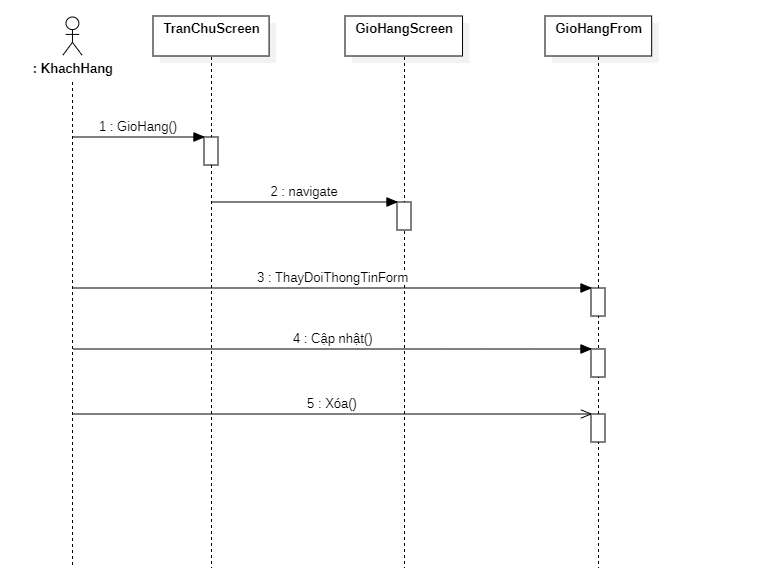 : KhachHang
TranChuScreen
GioHangScreen
GioHangFrom
1 : GioHang()
2 : navigate
3 : ThayDoiThongTinForm
4 : Cập nhật()
5 : Xóa()